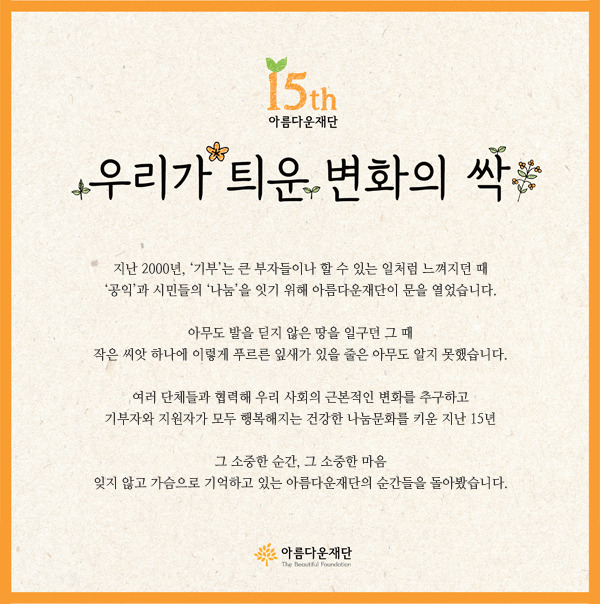 15th
아름다운재단
우리가 틔운 변화의 싹
지난 2000년, ‘기부’는 큰 부자들이나 할 수 있는 일처럼 느껴지던 때
‘공익’과 시민들의 ‘나눔’을 잇기 위해 아름다운재단이 문을 열었습니다.
아무도 발을 딛지 않은 땅을 일구던 그 때
작은 씨앗 하나에 이렇게 푸르른 잎새가 있을 줄은 아무도 알지 못했습니다.
여러 단체들과 협력해 우리 사회의 근본적인 변화를 추구하고
기부자와 지원자가 모두 행복해지는 건강한 나눔문화를 키운 지난 15년
그 소중한 순간, 그 소중한 마음
잊지 않고 가슴으로 기억하고 있는 아름다운재단의 순간들을 돌아봤습니다.
아름다운재단
The Beautiful Foundation